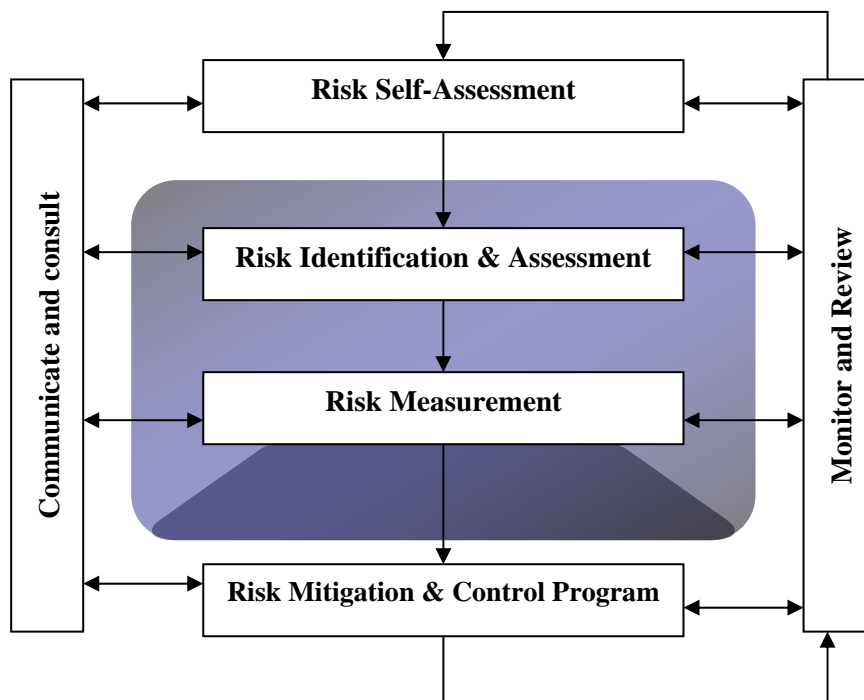 Risk Self-Assessment
Communicate and consult
Risk Identification & Assessment
Monitor and Review
Risk Measurement
Risk Mitigation & Control Program